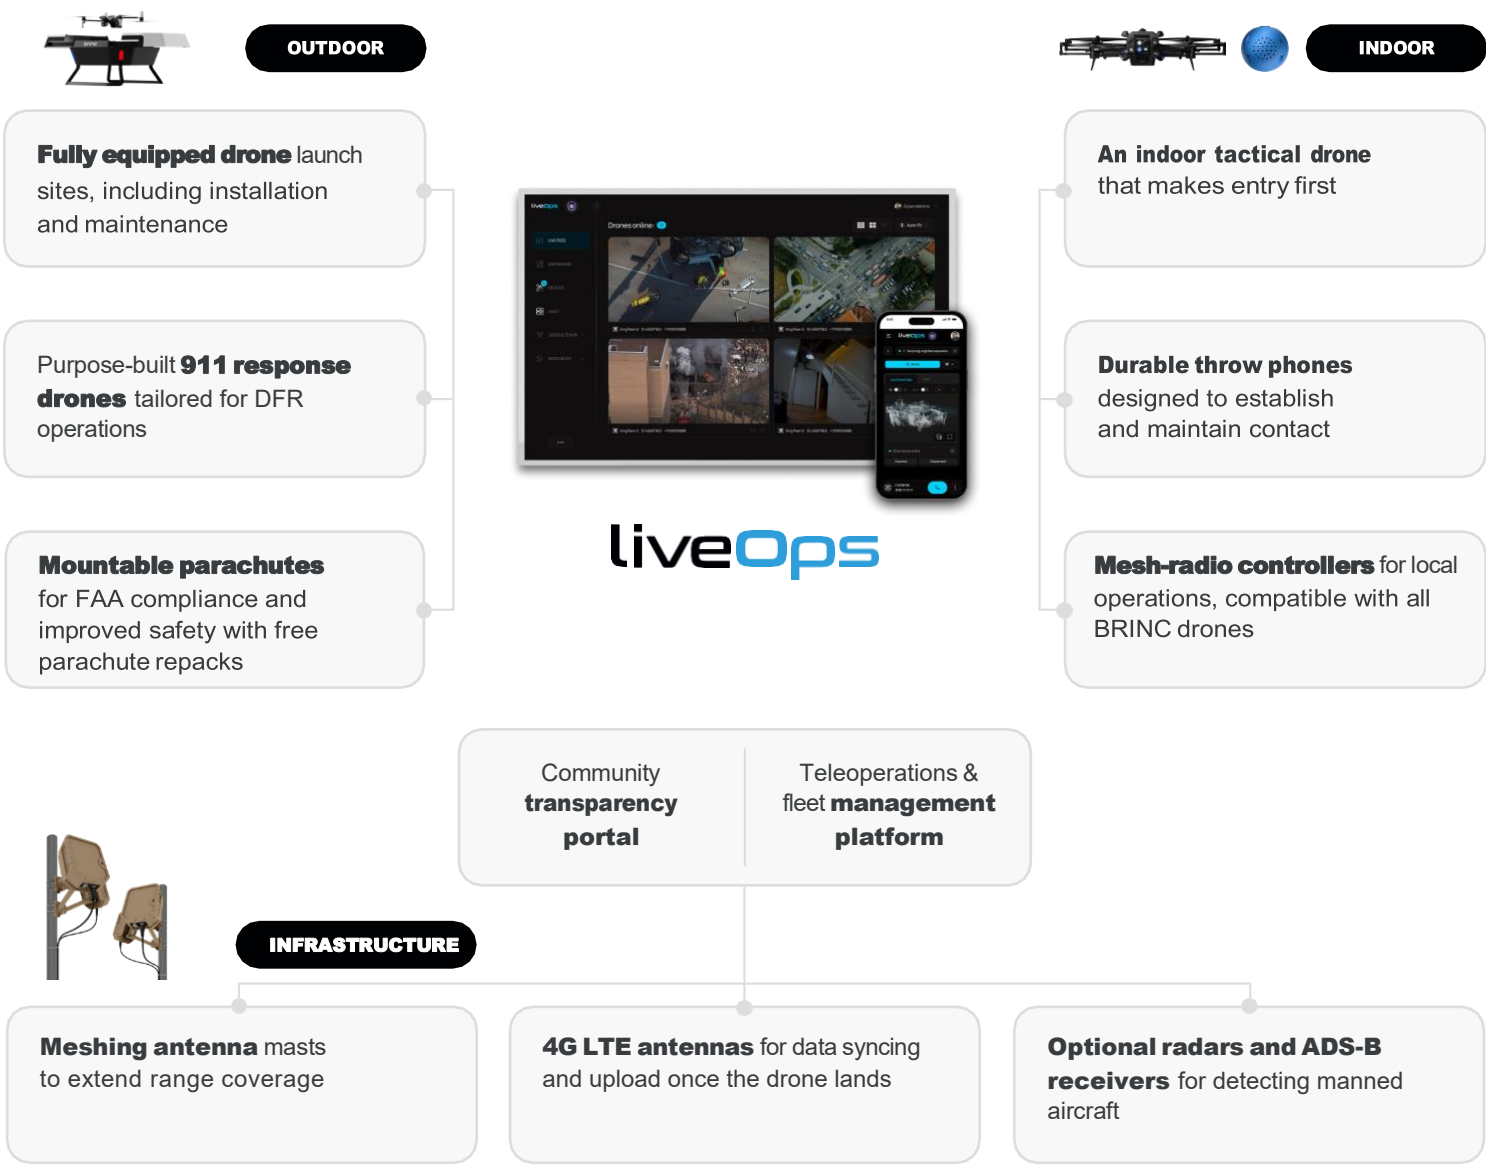 OUTDOOR
INDOOR
Fully equipped drone launch
sites, including installation
and maintenance
Purpose-built 911 response
drones tailored for DFR
operations
Mountable parachutes
for FAA compliance and
improved safety with free
parachute repacks
liveOps
Drones online:
liveOps
liveOps
An indoor tactical drone
that makes entry first
Durable throw phones
designed to establish
and maintain contact
Mesh-radio controllers for local
operations, compatible with all
BRINC drones
Community
transparency
portal
Teleoperations &
fleet management
platform
INFRASTRUCTURE
Meshing antenna masts
to extend range coverage
4G LTE antennas for data syncing
and upload once the drone lands
Optional radars and ADS-B
receivers for detecting manned
aircraft